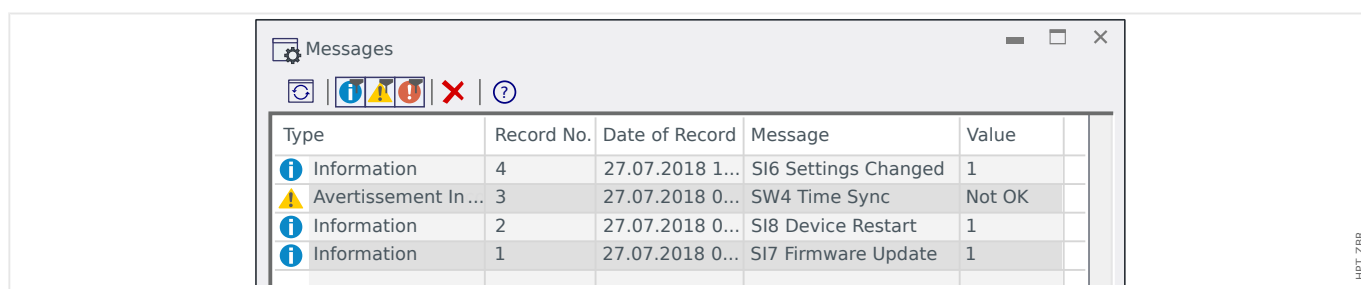 Messages
?
Type Record No. Date of Record Message Value
Information 4 27.07.2018 1... SI6 Settings Changed 1
Avertissement In... 3 27.07.2018 0... SW4 Time Sync Not OK
Information 2 27.07.2018 0... SI8 Device Restart 1
Information 1 27.07.2018 0... SI7 Firmware Update 1